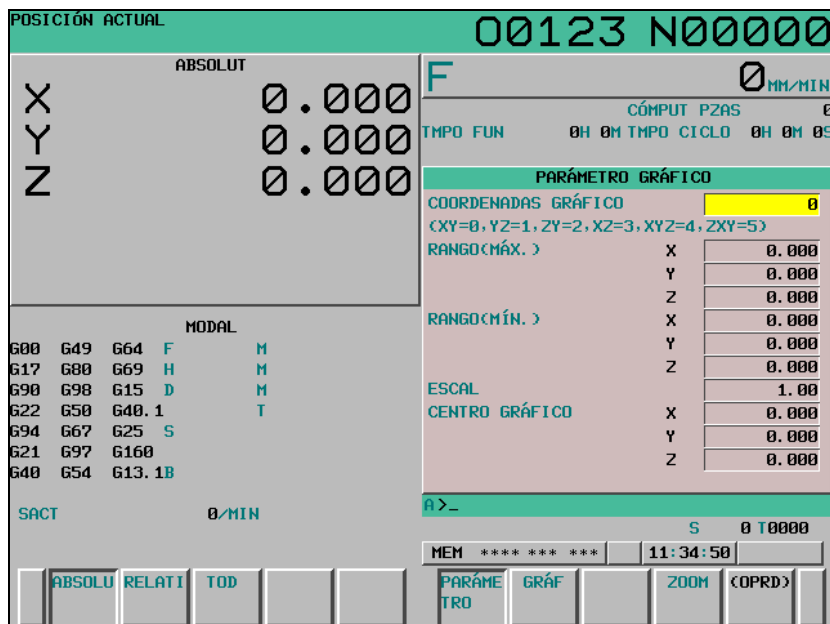 POSICIÓN ACTUAL
O0123 N00000
ABSOLUT
X 0.000
Y 0.000
Z 0.000
F 0 MM/MIN
CÓMPUT PZAS 0
TMPO FUN 0H 0M TMPO CICLO 0H 0M 0S
PARÁMETRO GRÁFICO
COORDENADAS GRÁFICO 0
(XY=0,YZ=1,ZY=2,XZ=3,XYZ=4,ZXY=5)
RANGO(MÁX.) X 0.000
Y 0.000
Z 0.000
RANGO(MÍN.) X 0.000
Y 0.000
Z 0.000
ESCAL 1.00
CENTRO GRÁFICO X 0.000
Y 0.000
Z 0.000
MODAL
G00 G49 G64 F M
G17 G80 G69 H M
G90 G98 G15 D M
G22 G50 G40.1 T
G94 G67 G25 S
G21 G97 G160
G40 G54 G13.1 B
SACT 0/MIN
A>_
S 0 T0000
MEM **** *** *** 11:34:50
ABSOLU RELATI TOD
PARÁME
TRO GRÁF ZOOM (OPRD)